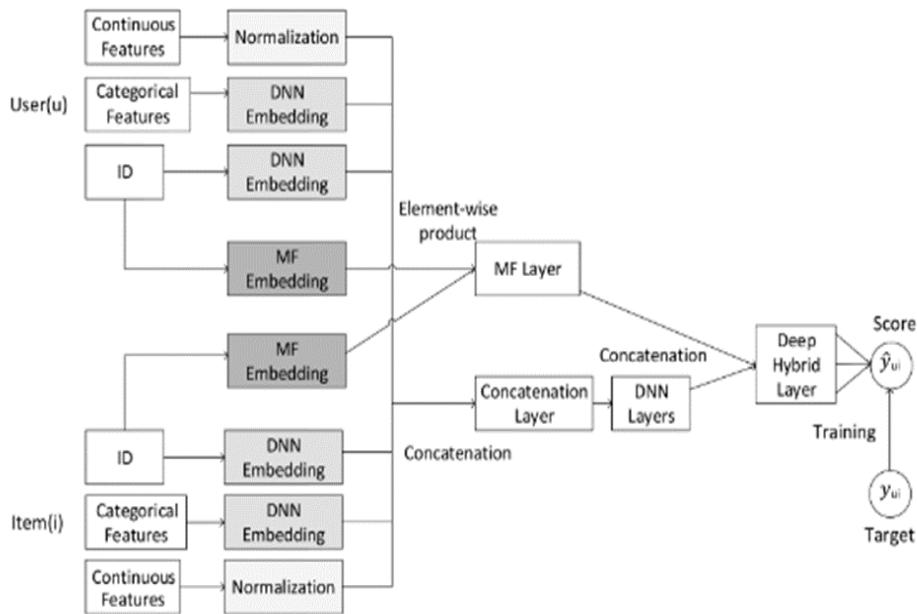 Continuous
Features
Normalization
User(u)
Categorical
Features
DNN
Embedding
ID
DNN
Embedding
Element-wise
product
MF
Embedding
MF Layer
MF
Embedding
Concatenation
Deep
Hybrid
Layer
Score
ŷui
Concatenation
Layer
DNN
Layers
Training
ID
DNN
Embedding
Concatenation
yui
Target
Item(i)
Categorical
Features
DNN
Embedding
Continuous
Features
Normalization